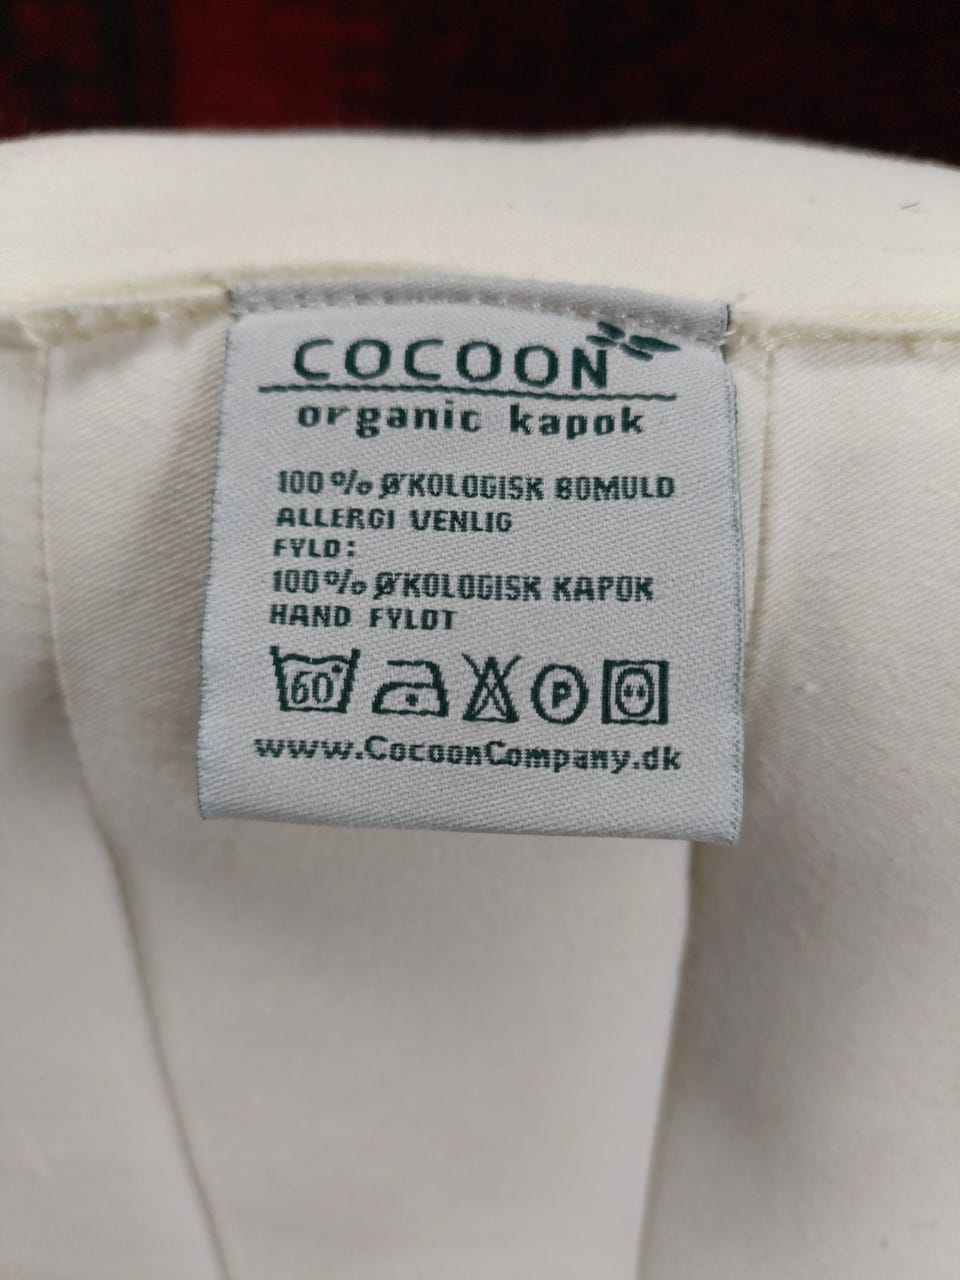 COCOON
organic kapok
100% ØKOLOGISK BOMULD
ALLERGI VENLIG
FYLD:
100% ØKOLOGISK KAPOK
HAND FYLDT
60° P
www.CocoonCompany.dk